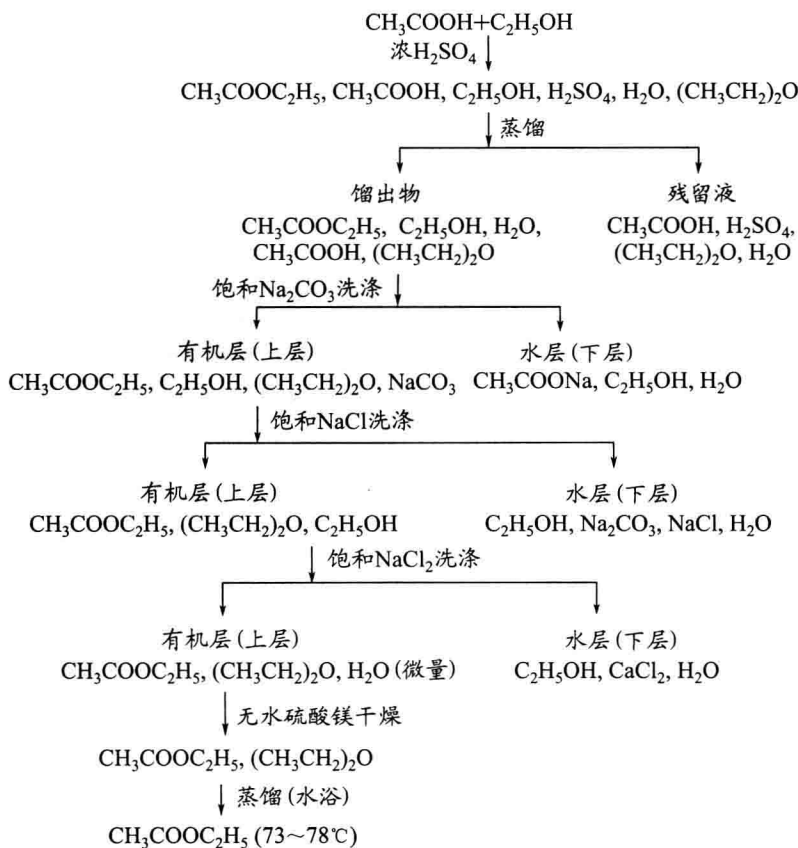 CH₃COOH+C₂H₅OH
浓H₂SO₄
CH₃COOC₂H₅, CH₃COOH, C₂H₅OH, H₂SO₄, H₂O, (CH₃CH₂)₂O
蒸馏
馏出物 残留液
CH₃COOC₂H₅, C₂H₅OH, H₂O, CH₃COOH, H₂SO₄,
CH₃COOH, (CH₃CH₂)₂O (CH₃CH₂)₂O, H₂O
饱和Na₂CO₃洗涤
有机层(上层) 水层(下层)
CH₃COOC₂H₅, C₂H₅OH, (CH₃CH₂)₂O, NaCO₃ CH₃COONa, C₂H₅OH, H₂O
饱和NaCl洗涤
有机层(上层) 水层(下层)
CH₃COOC₂H₅, (CH₃CH₂)₂O, C₂H₅OH C₂H₅OH, Na₂CO₃, NaCl, H₂O
饱和NaCl₂洗涤
有机层(上层) 水层(下层)
CH₃COOC₂H₅, (CH₃CH₂)₂O, H₂O(微量) C₂H₅OH, CaCl₂, H₂O
无水硫酸镁干燥
CH₃COOC₂H₅, (CH₃CH₂)₂O
蒸馏(水浴)
CH₃COOC₂H₅ (73～78℃)